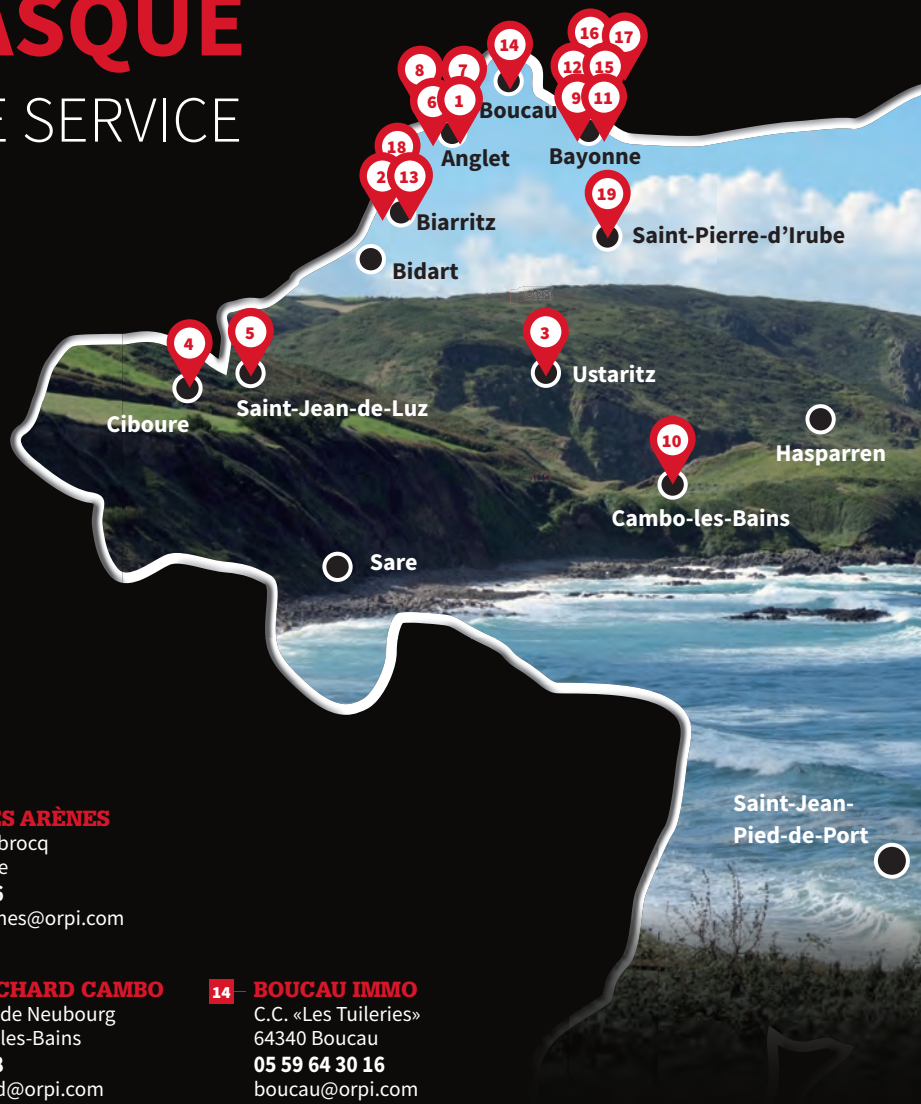 ASQUE
E SERVICE
16
17
14
8
7
12
15
6
1
9
11
Boucau
Anglet
Bayonne
18
2
13
19
Biarritz
Saint-Pierre-d’Irube
Bidart
4
5
3
Ustaritz
Ciboure
Saint-Jean-de-Luz
10
Hasparren
Cambo-les-Bains
Sare
Saint-Jean-
Pied-de-Port
ES ARÈNES
brocq
e
6
nes@orpi.com
CHARD CAMBO
de Neubourg
les-Bains
8
d@orpi.com
14 BOUCAU IMMO
C.C. «Les Tuileries»
64340 Boucau
05 59 64 30 16
boucau@orpi.com